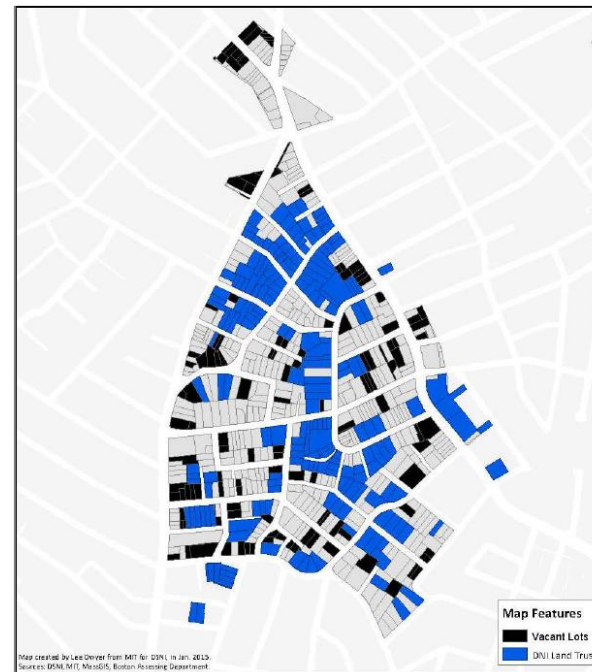 Map Features
Vacant Lots
DNI Land Trus
Map created by Lee Dwyer from MIT for DSNI, in Jan. 2015.
Sources: DSNI, MIT, MassGIS, Boston Assessing Department